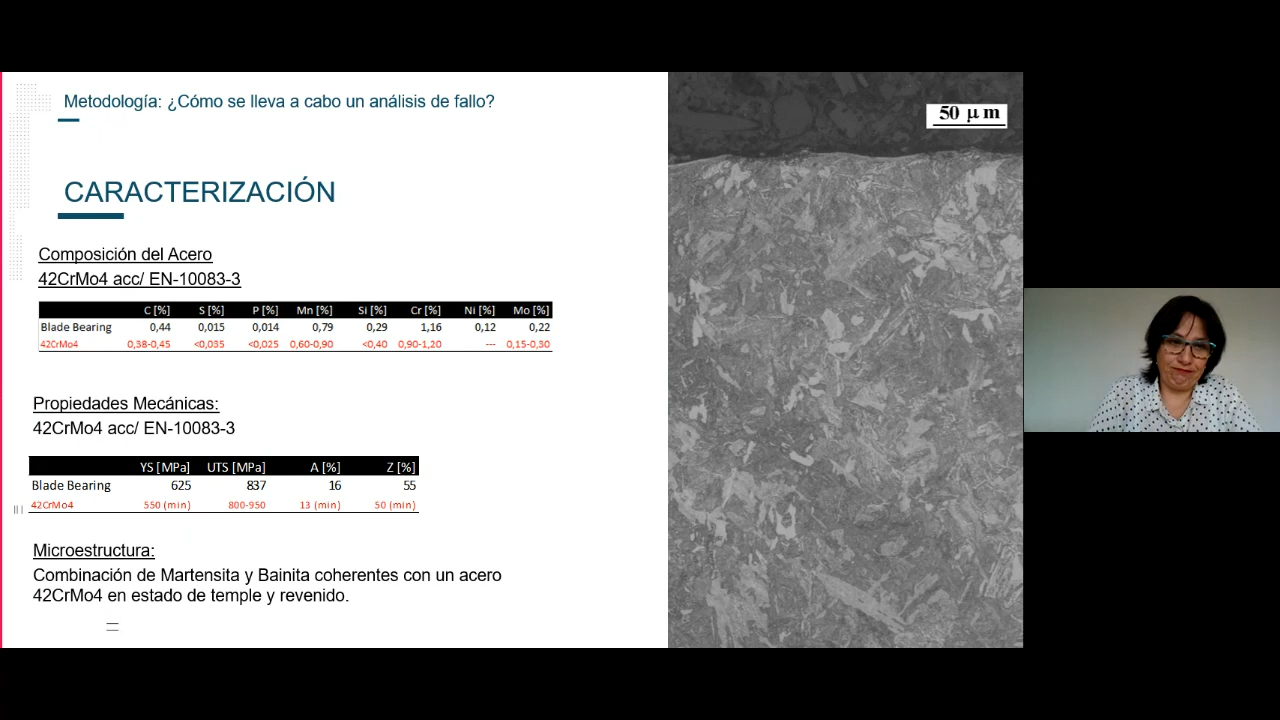 Metodología: ¿Cómo se lleva a cabo un análisis de fallo?
CARACTERIZACIÓN
Composición del Acero
42CrMo4 acc/ EN-10083-3
C [%] S [%] P [%] Mn [%] Si [%] Cr [%] Ni [%] Mo [%]
Blade Bearing 0,44 0,015 0,014 0,79 0,29 1,16 0,12 0,22
42CrMo4 0,38-0,45 <0,035 <0,025 0,60-0,90 <0,40 0,90-1,20 --- 0,15-0,30
Propiedades Mecánicas:
42CrMo4 acc/ EN-10083-3
YS [MPa] UTS [MPa] A [%] Z [%]
Blade Bearing 625 837 16 55
42CrMo4 550 (min) 800-950 13 (min) 50 (min)
Microestructura:
Combinación de Martensita y Bainita coherentes con un acero
42CrMo4 en estado de temple y revenido.
50 μm